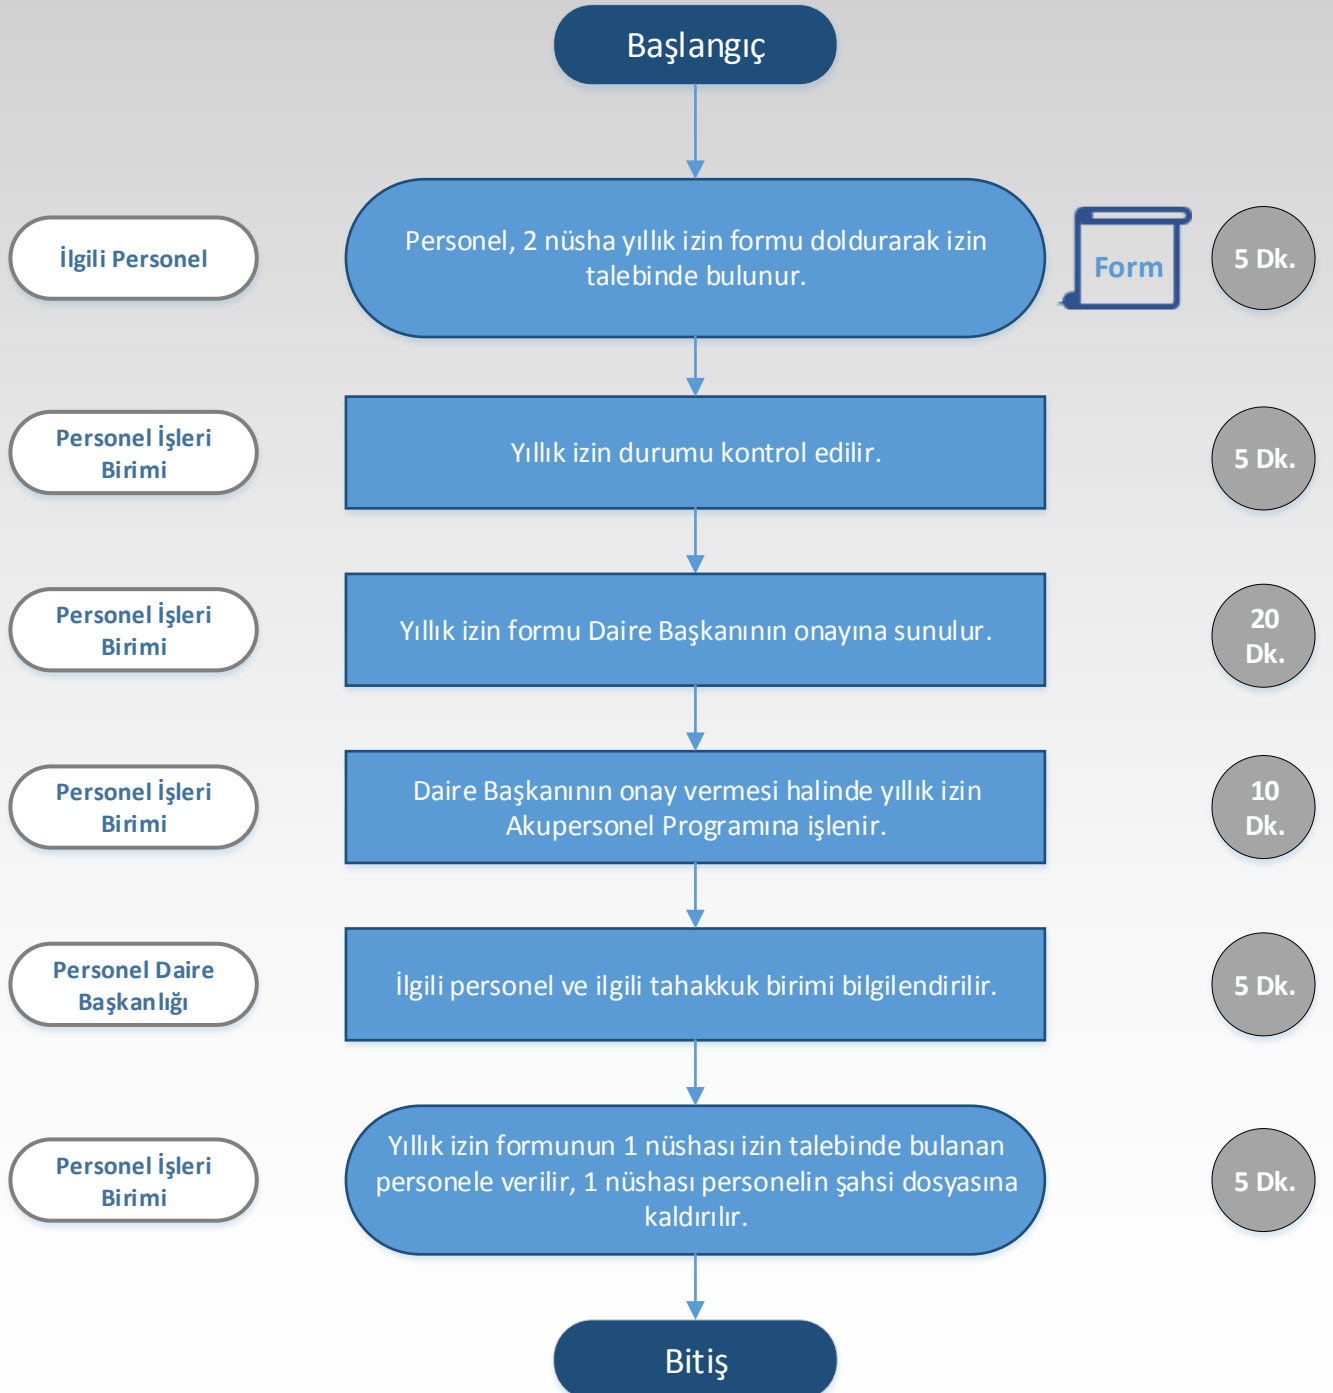 Başlangıç
İlgili Personel
Personel, 2 nüsha yıllık izin formu doldurarak izin
talebinde bulunur.
Form
5 Dk.
Personel İşleri
Birimi
Yıllık izin durumu kontrol edilir.
5 Dk.
Personel İşleri
Birimi
Yıllık izin formu Daire Başkanının onayına sunulur.
20
Dk.
Personel İşleri
Birimi
Daire Başkanının onay vermesi halinde yıllık izin
Akupersonel Programına işlenir.
10
Dk.
Personel Daire
Başkanlığı
İlgili personel ve ilgili tahakkuk birimi bilgilendirilir.
5 Dk.
Personel İşleri
Birimi
Yıllık izin formunun 1 nüshası izin talebinde bulanan
personele verilir, 1 nüshası personelin şahsi dosyasına
kaldırılır.
5 Dk.
Bitiş